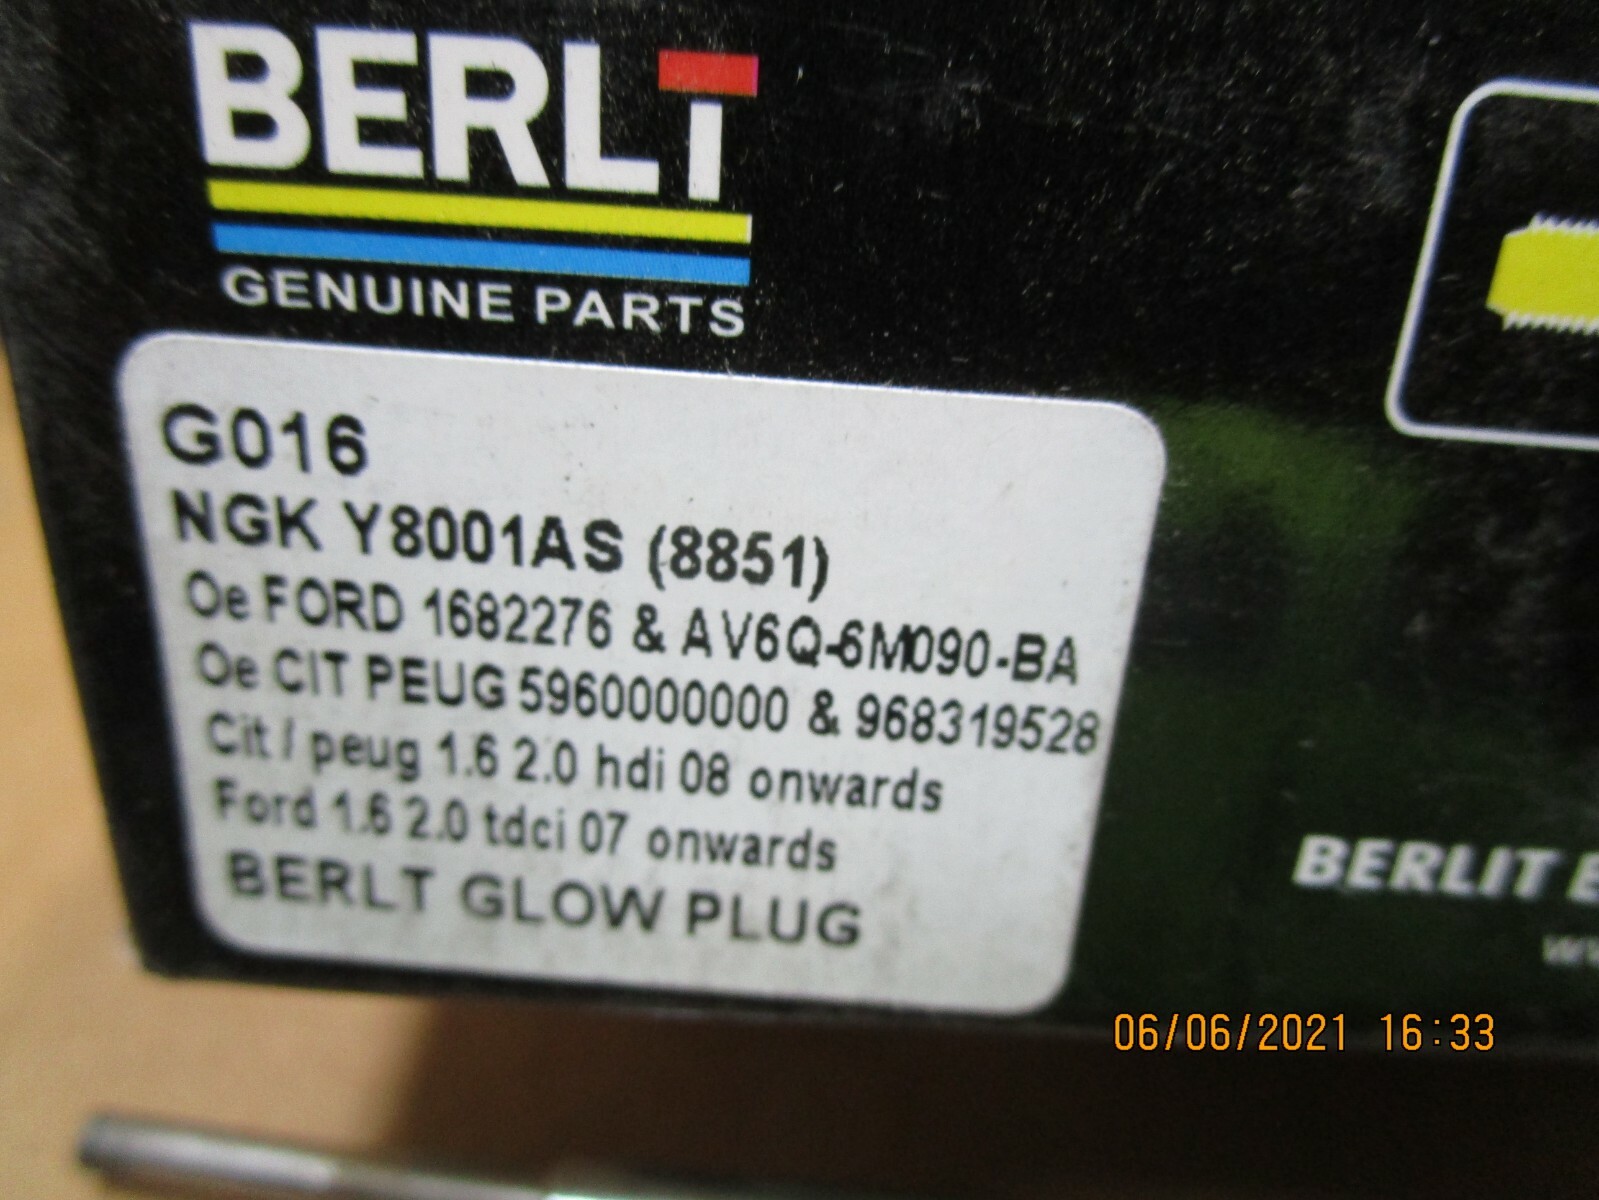 BERLT
GENUINE PARTS
G016
NGK Y8001AS (8851)
Oe FORD 1682276 & AV6Q-6M090-BA
Oe CIT PEUG 5960000000 & 968319528
Cit / peug 1.6 2.0 hdi 08 onwards
Ford 1.6 2.0 tdci 07 onwards
BERLT GLOW PLUG
BERLIT
06/06/2021 16:33